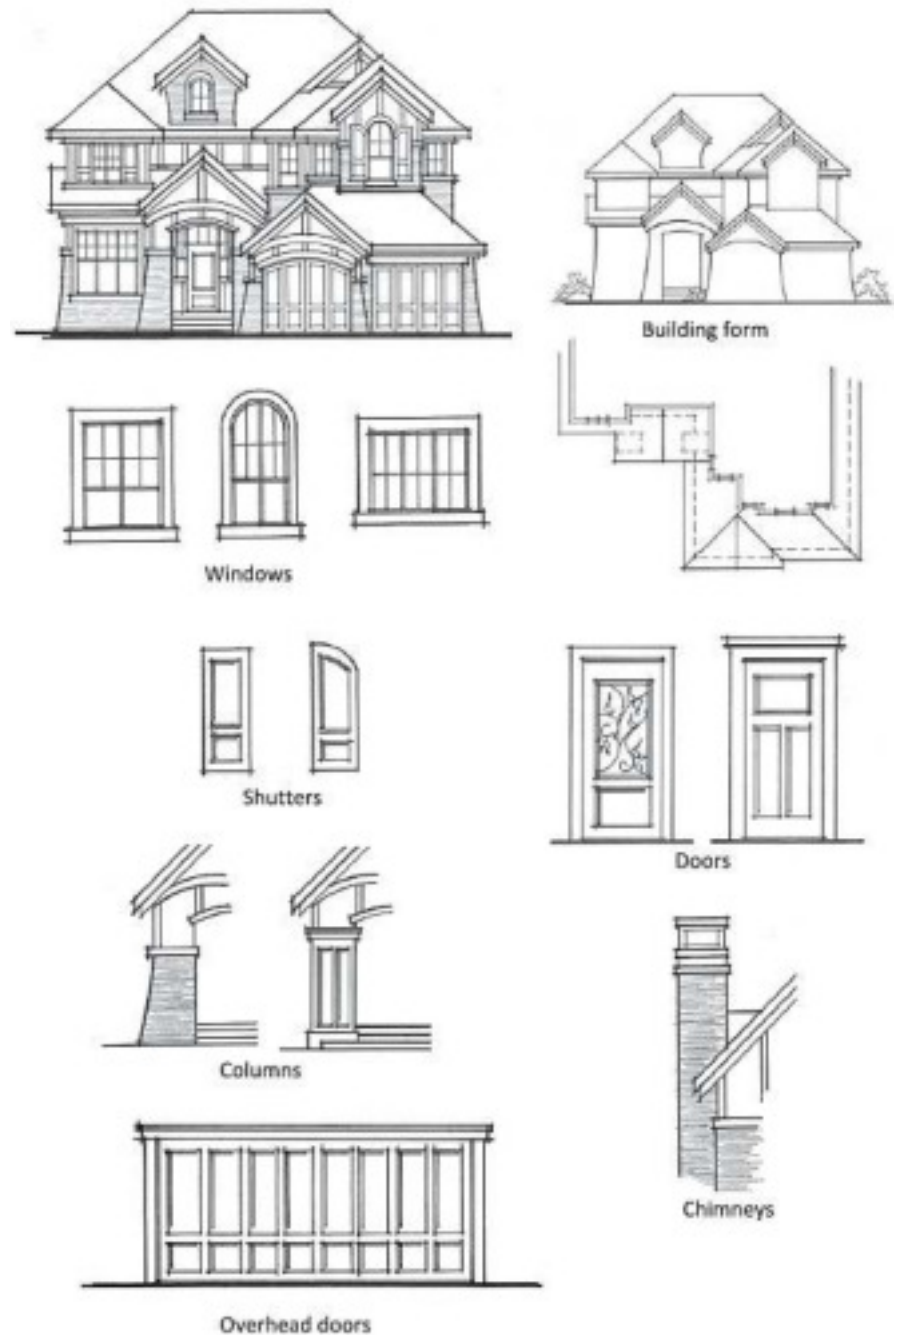 Building form
Windows
Shutters
Doors
Columns
Chimneys
Overhead doors